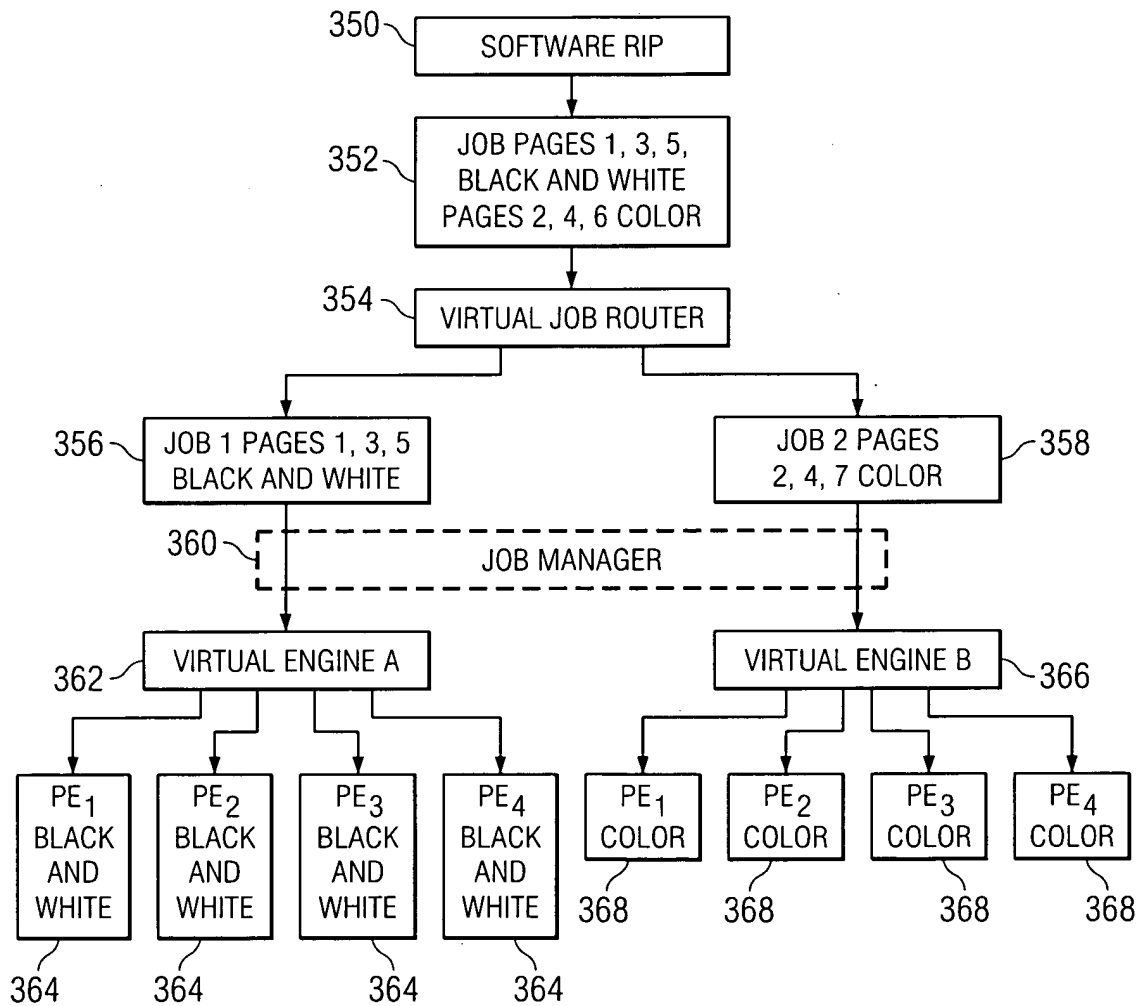 350
SOFTWARE RIP
352
JOB PAGES 1, 3, 5,
BLACK AND WHITE
PAGES 2, 4, 6 COLOR
354
VIRTUAL JOB ROUTER
356
JOB 1 PAGES 1, 3, 5
BLACK AND WHITE
JOB 2 PAGES
2, 4, 7 COLOR
358
360
JOB MANAGER
362
VIRTUAL ENGINE A
VIRTUAL ENGINE B
366
PE1
BLACK
AND
WHITE
PE2
BLACK
AND
WHITE
PE3
BLACK
AND
WHITE
PE4
BLACK
AND
WHITE
PE1
COLOR
PE2
COLOR
PE3
COLOR
PE4
COLOR
368
368
368
368
364
364
364
364